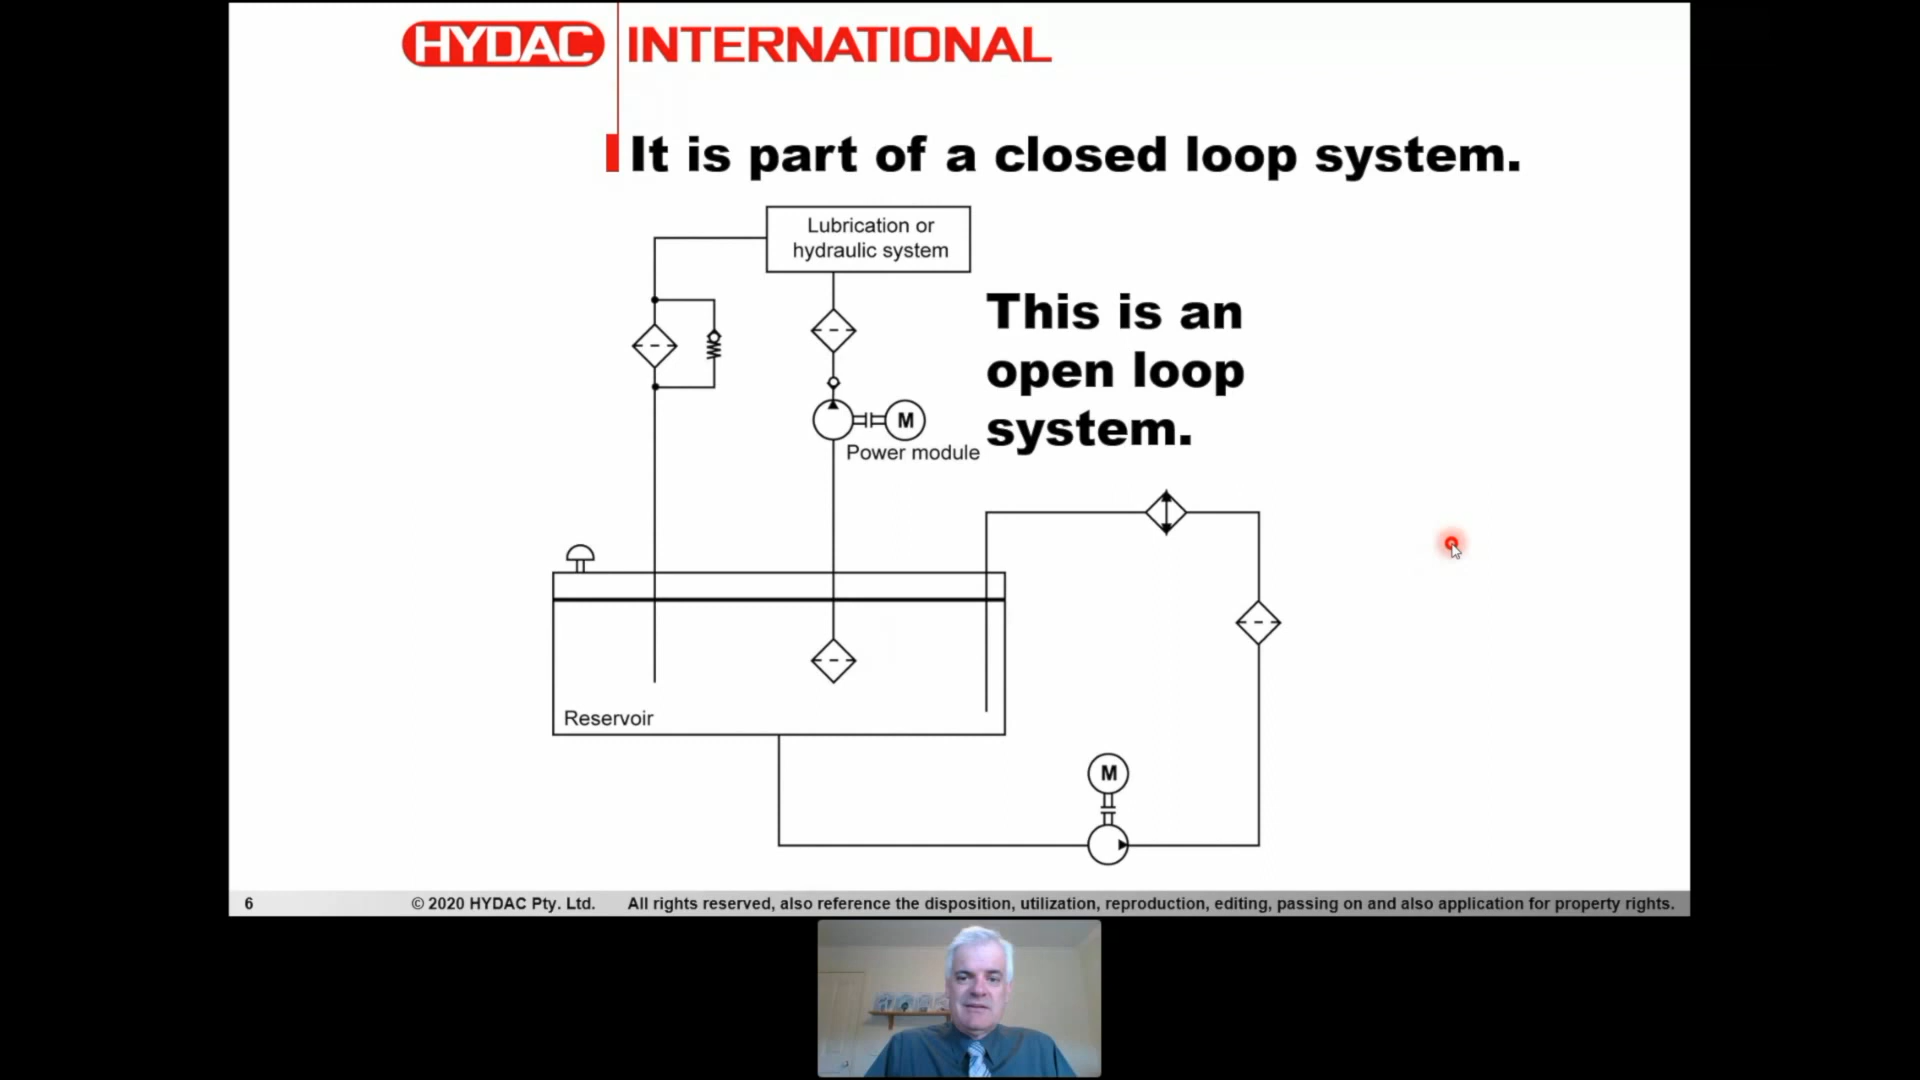 HYDAC INTERNATIONAL
It is part of a closed loop system.
Lubrication or
hydraulic system
This is an
open loop
system.
M
Power module
Reservoir
M
6 © 2020 HYDAC Pty. Ltd. All rights reserved, also reference the disposition, utilization, reproduction, editing, passing on and also application for property rights.